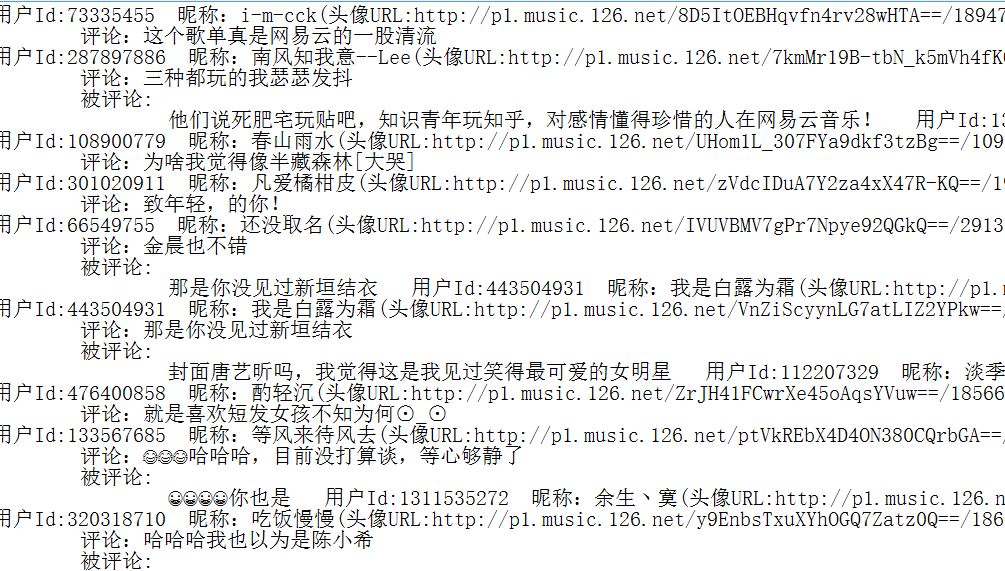 用户Id:73335455 昵称: i-m-cck(头像URL:http://p1.music.126.net/8D5ItOEBHqvfn4rv28wHTA==/18947
评论: 这个歌单真是网易云的一股清流
用户Id:287897886 昵称: 南风知我意--Lee(头像URL:http://p1.music.126.net/7kmMr19B-tbN_k5mVh4fK
评论: 三种都玩的我瑟瑟发抖
被评论:
他们说死肥宅玩贴吧，知识青年玩知乎，对感情懂得珍惜的人在网易云音乐! 用户Id:13
用户Id:108900779 昵称: 春山雨水(头像URL:http://p1.music.126.net/UHom1L_3O7FYa9dkf3tzBg==/109
评论: 为啥我觉得像半藏森林[大哭]
用户Id:301020911 昵称: 凡爱橘柑皮(头像URL:http://p1.music.126.net/zVdcIDuA7Y2za4xX47R-KQ==/19
评论: 致年轻，的你!
用户Id:66549755 昵称: 还没取名(头像URL:http://p1.music.126.net/IVUVBMV7gPr7Npye92QGkQ==/2913
评论: 金晨也不错
被评论:
那是你没见过新垣结衣 用户Id:443504931 昵称: 我是白露为霜(头像URL:http://p1.
用户Id:443504931 昵称: 我是白露为霜(头像URL:http://p1.music.126.net/VnZiScyynLG7atLIZ2YPkw==/
评论: 那是你没见过新垣结衣
被评论:
封面唐艺昕吗，我觉得这是我见过笑得最可爱的女明星 用户Id:112207329 昵称: 淡季
用户Id:476400858 昵称: 酌轻沉(头像URL:http://p1.music.126.net/ZrJH41FCwrXe45oAqsYVuw==/18566
评论: 就是喜欢短发女孩不知为何⊙_⊙
用户Id:133567685 昵称: 等风来待风去(头像URL:http://p1.music.126.net/ptVkREbX4D4ON38OCQrbGA==/
评论: 😄😄😄哈哈哈，目前没打算谈，等心够静了
被评论:
😄😄😄😄你也是 用户Id:1311535272 昵称: 余生丶寞(头像URL:http://p1.music.126.n
用户Id:320318710 昵称: 吃饭慢慢(头像URL:http://p1.music.126.net/y9EnbsTxuXYhOGQ7Zatz0Q==/186
评论: 哈哈哈我也以为是陈小希
被评论: